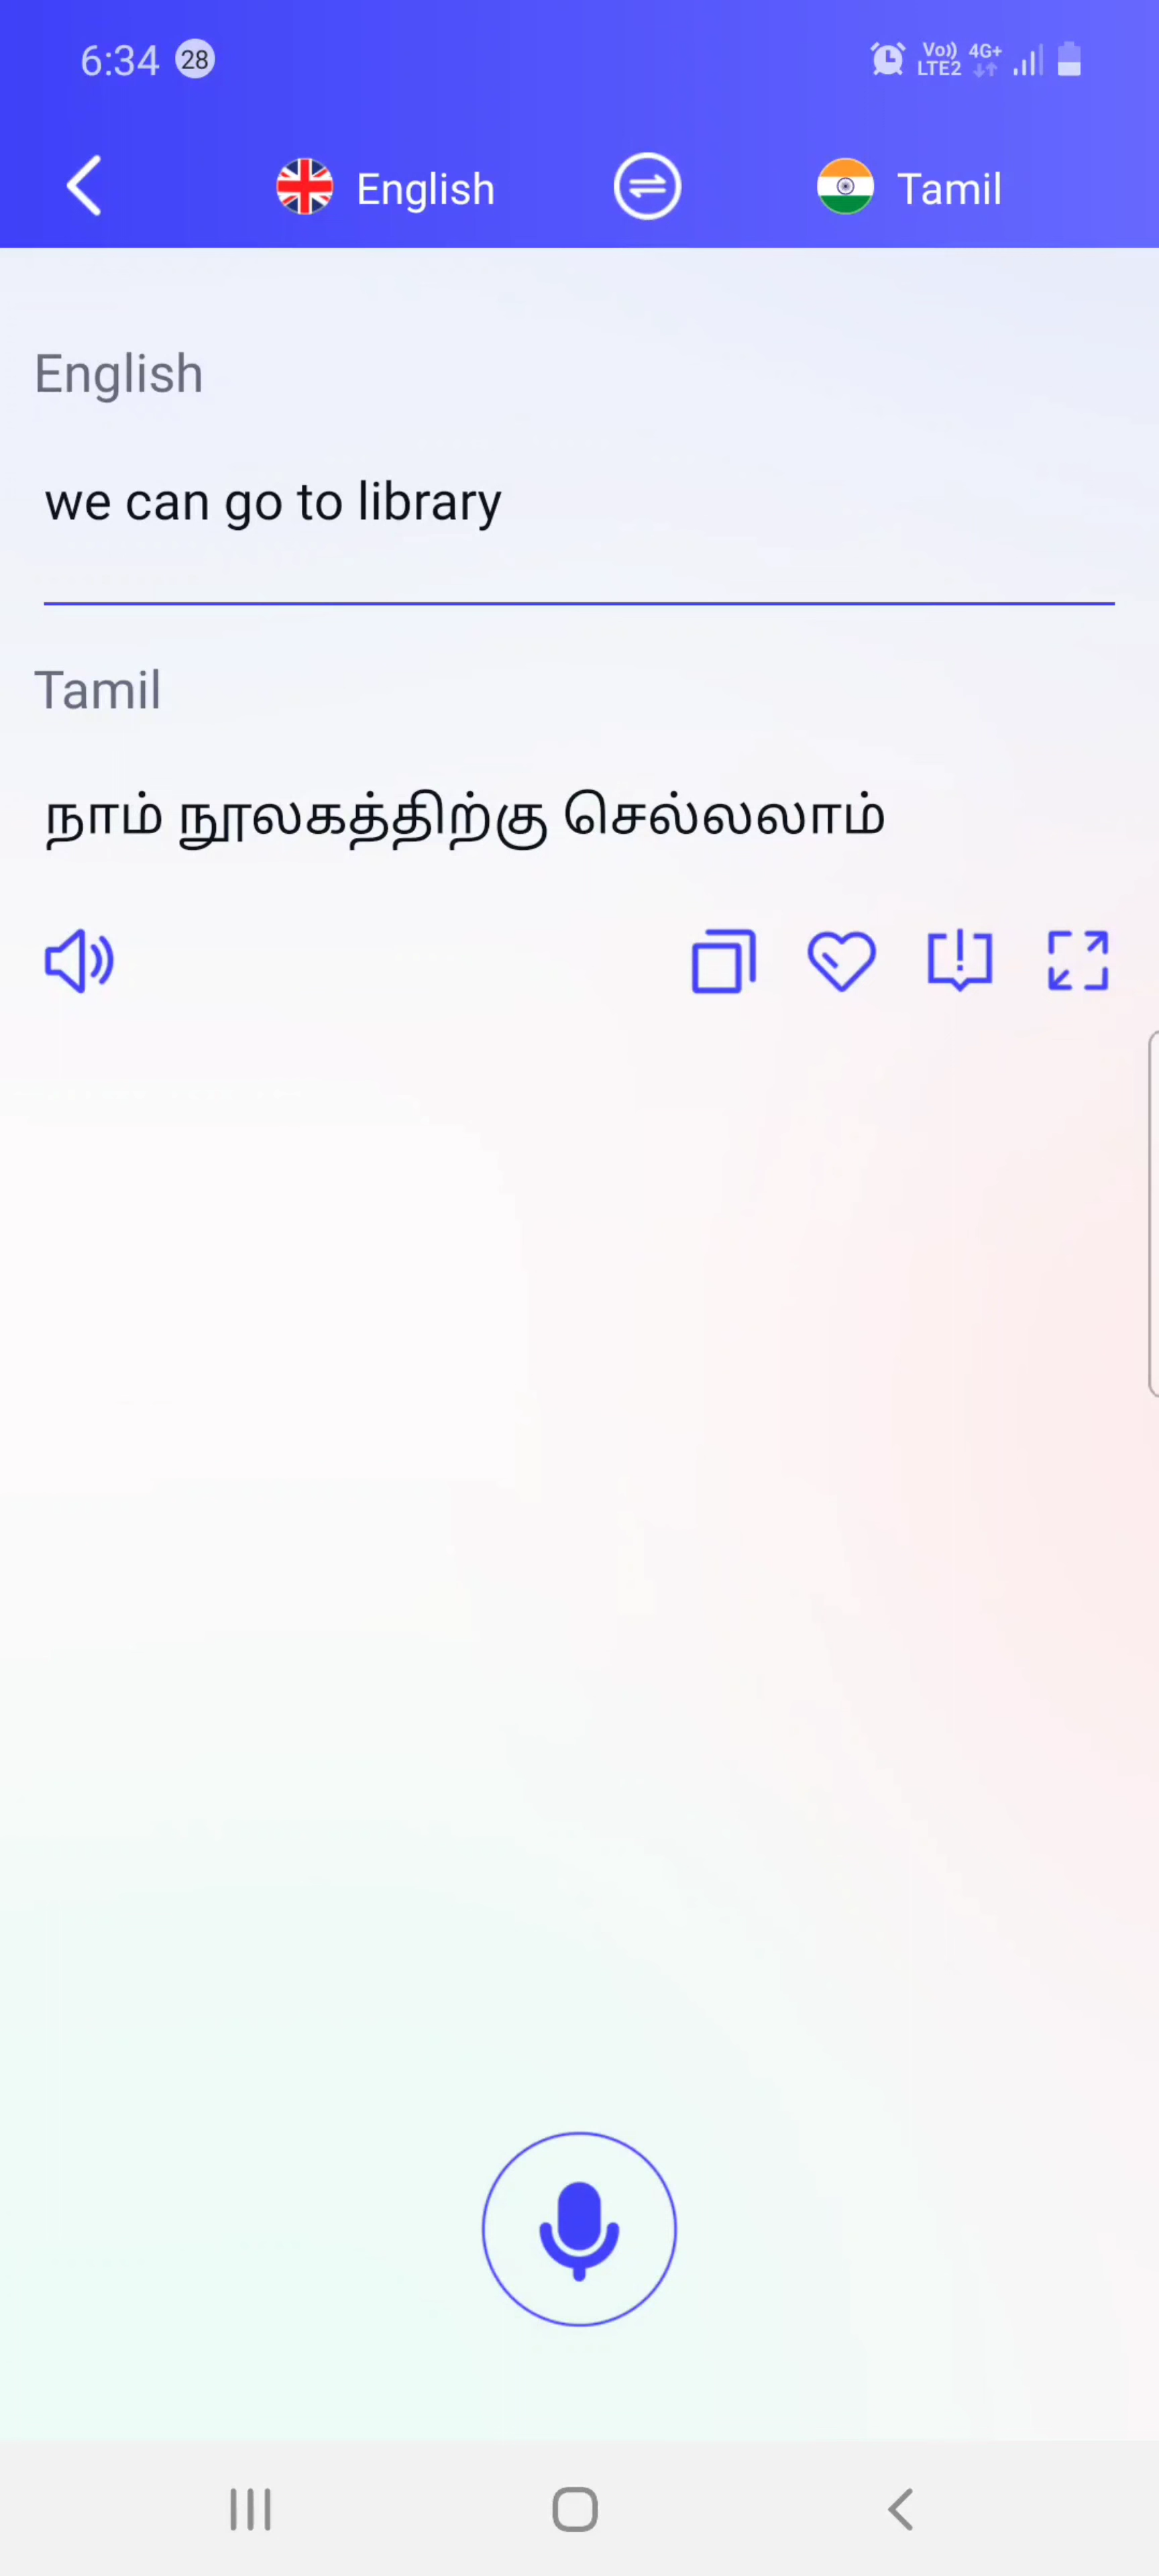 6:34 28 Vo)) LTE2 4G+
English Tamil
English
we can go to library
Tamil
நாம் நூலகத்திற்கு செல்லலாம்